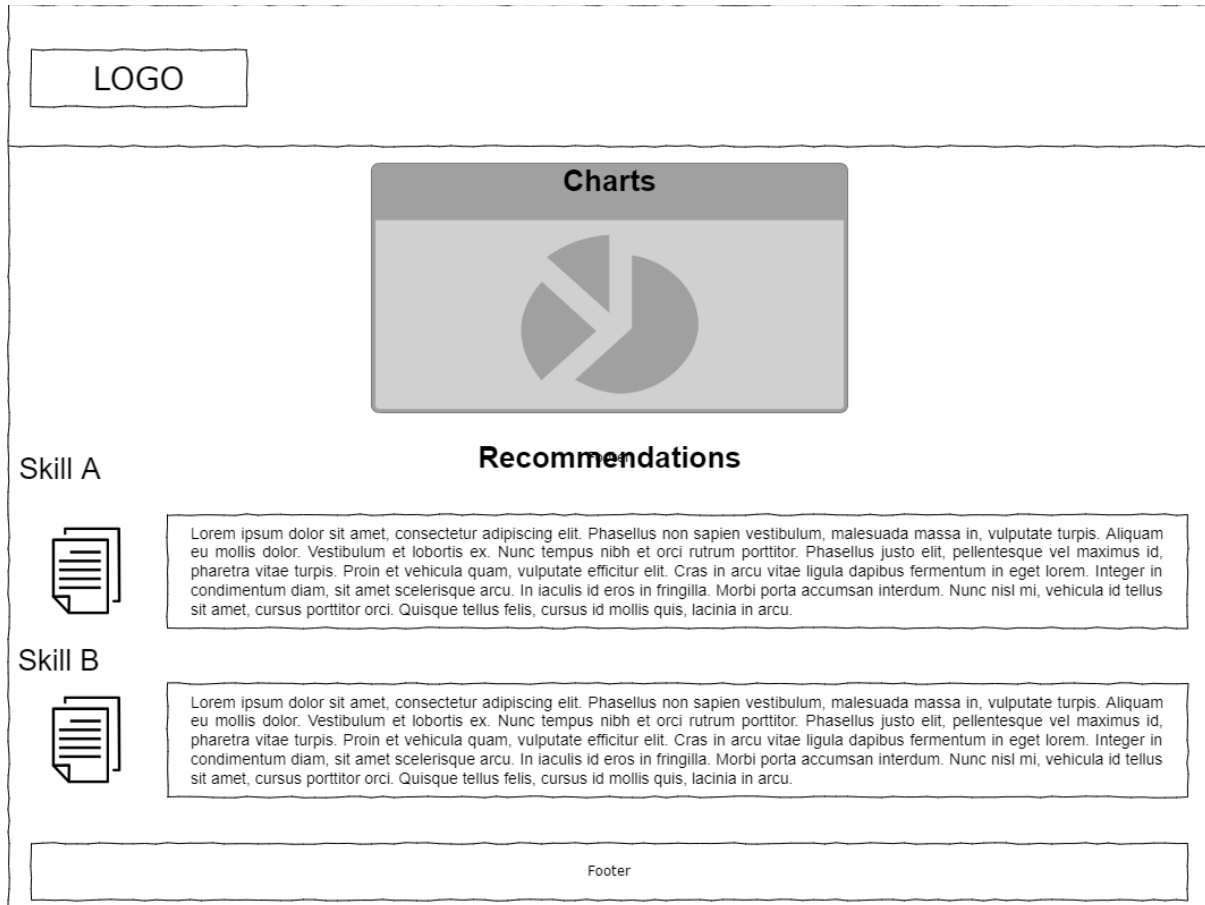 LOGO
Charts
Recommendations
Footer
Skill A
Lorem ipsum dolor sit amet, consectetur adipiscing elit. Phasellus non sapien vestibulum, malesuada massa in, vulputate turpis. Aliquam
eu mollis dolor. Vestibulum et lobortis ex. Nunc tempus nibh et orci rutrum porttitor. Phasellus justo elit, pellentesque vel maximus id,
pharetra vitae turpis. Proin et vehicula quam, vulputate efficitur elit. Cras in arcu vitae ligula dapibus fermentum in eget lorem. Integer in
condimentum diam, sit amet scelerisque arcu. In iaculis id eros in fringilla. Morbi porta accumsan interdum. Nunc nisl mi, vehicula id tellus
sit amet, cursus porttitor orci. Quisque tellus felis, cursus id mollis quis, lacinia in arcu.
Skill B
Lorem ipsum dolor sit amet, consectetur adipiscing elit. Phasellus non sapien vestibulum, malesuada massa in, vulputate turpis. Aliquam
eu mollis dolor. Vestibulum et lobortis ex. Nunc tempus nibh et orci rutrum porttitor. Phasellus justo elit, pellentesque vel maximus id,
pharetra vitae turpis. Proin et vehicula quam, vulputate efficitur elit. Cras in arcu vitae ligula dapibus fermentum in eget lorem. Integer in
condimentum diam, sit amet scelerisque arcu. In iaculis id eros in fringilla. Morbi porta accumsan interdum. Nunc nisl mi, vehicula id tellus
sit amet, cursus porttitor orci. Quisque tellus felis, cursus id mollis quis, lacinia in arcu.
Footer